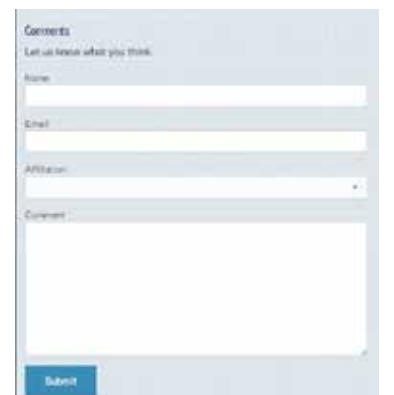 Comments
Let us know what you think.
Name
Email
Affiliation
Comment
Submit